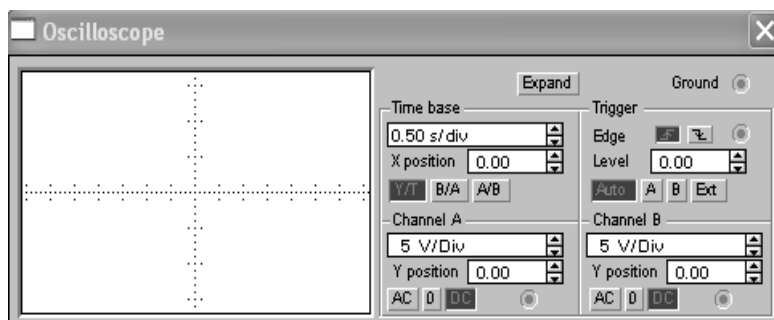 Oscilloscope
Expand Ground
Time base Trigger
0.50 s/div Edge
X position 0.00 Level 0.00
Y/T B/A A/B Auto A B Ext
Channel A Channel B
5 V/Div 5 V/Div
Y position 0.00 Y position 0.00
AC 0 DC AC 0 DC